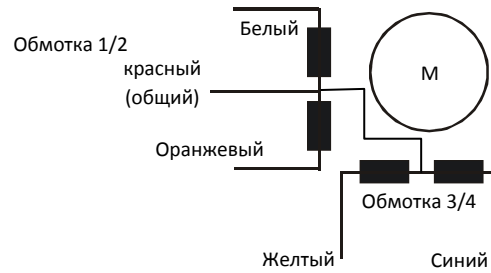 Белый
Обмотка 1/2
красный
(общий)
М
Оранжевый
Обмотка 3/4
Желтый
Синий